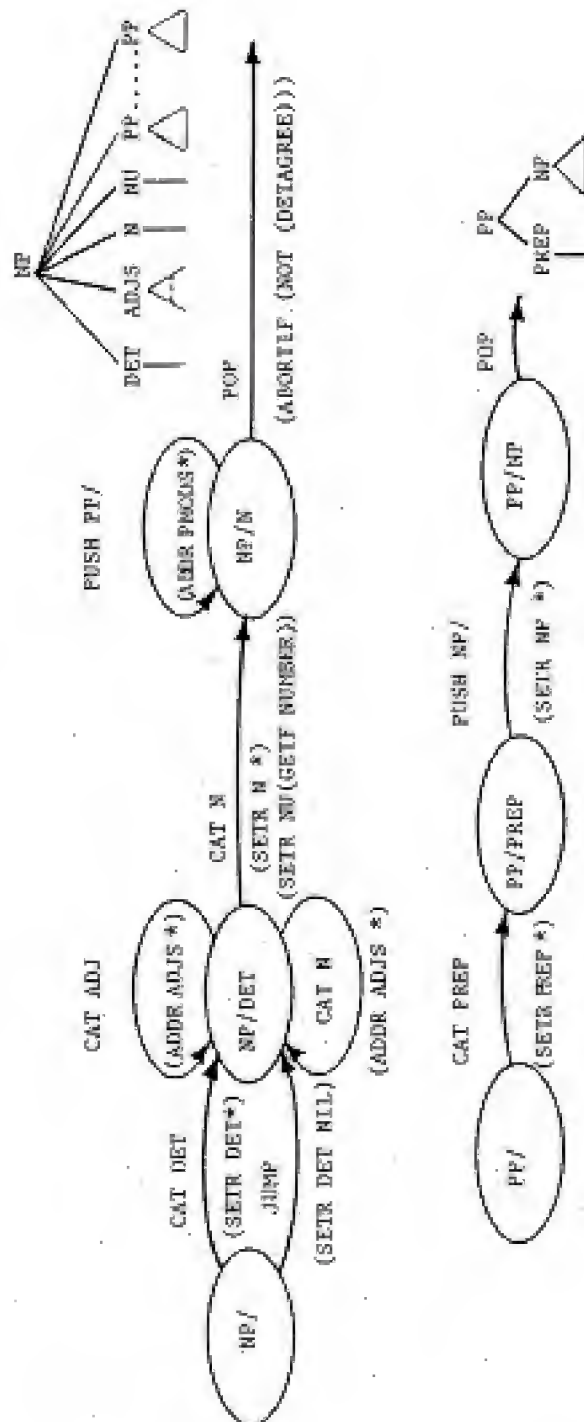 NP
DET ADJS N NU PP ..... PP
CAT ADJ
PUSH PP/
(ADDR ADJS *)
(ADDR PMODS *)
CAT DET
CAT N
POP
NP/
(SETR DET *)
NP/DET
(SETR N *)
NP/N
(ABORTIF (NOT (DETAGREE)))
JUMP
(SETR NU (GETF NUMBER))
CAT N
(SETR DET NIL)
(ADDR ADJS *)
PP
PREP NP
CAT PREP
PUSH NP/
POP
PP/
(SETR PREP *)
PP/PREP
(SETR NP *)
PP/NP